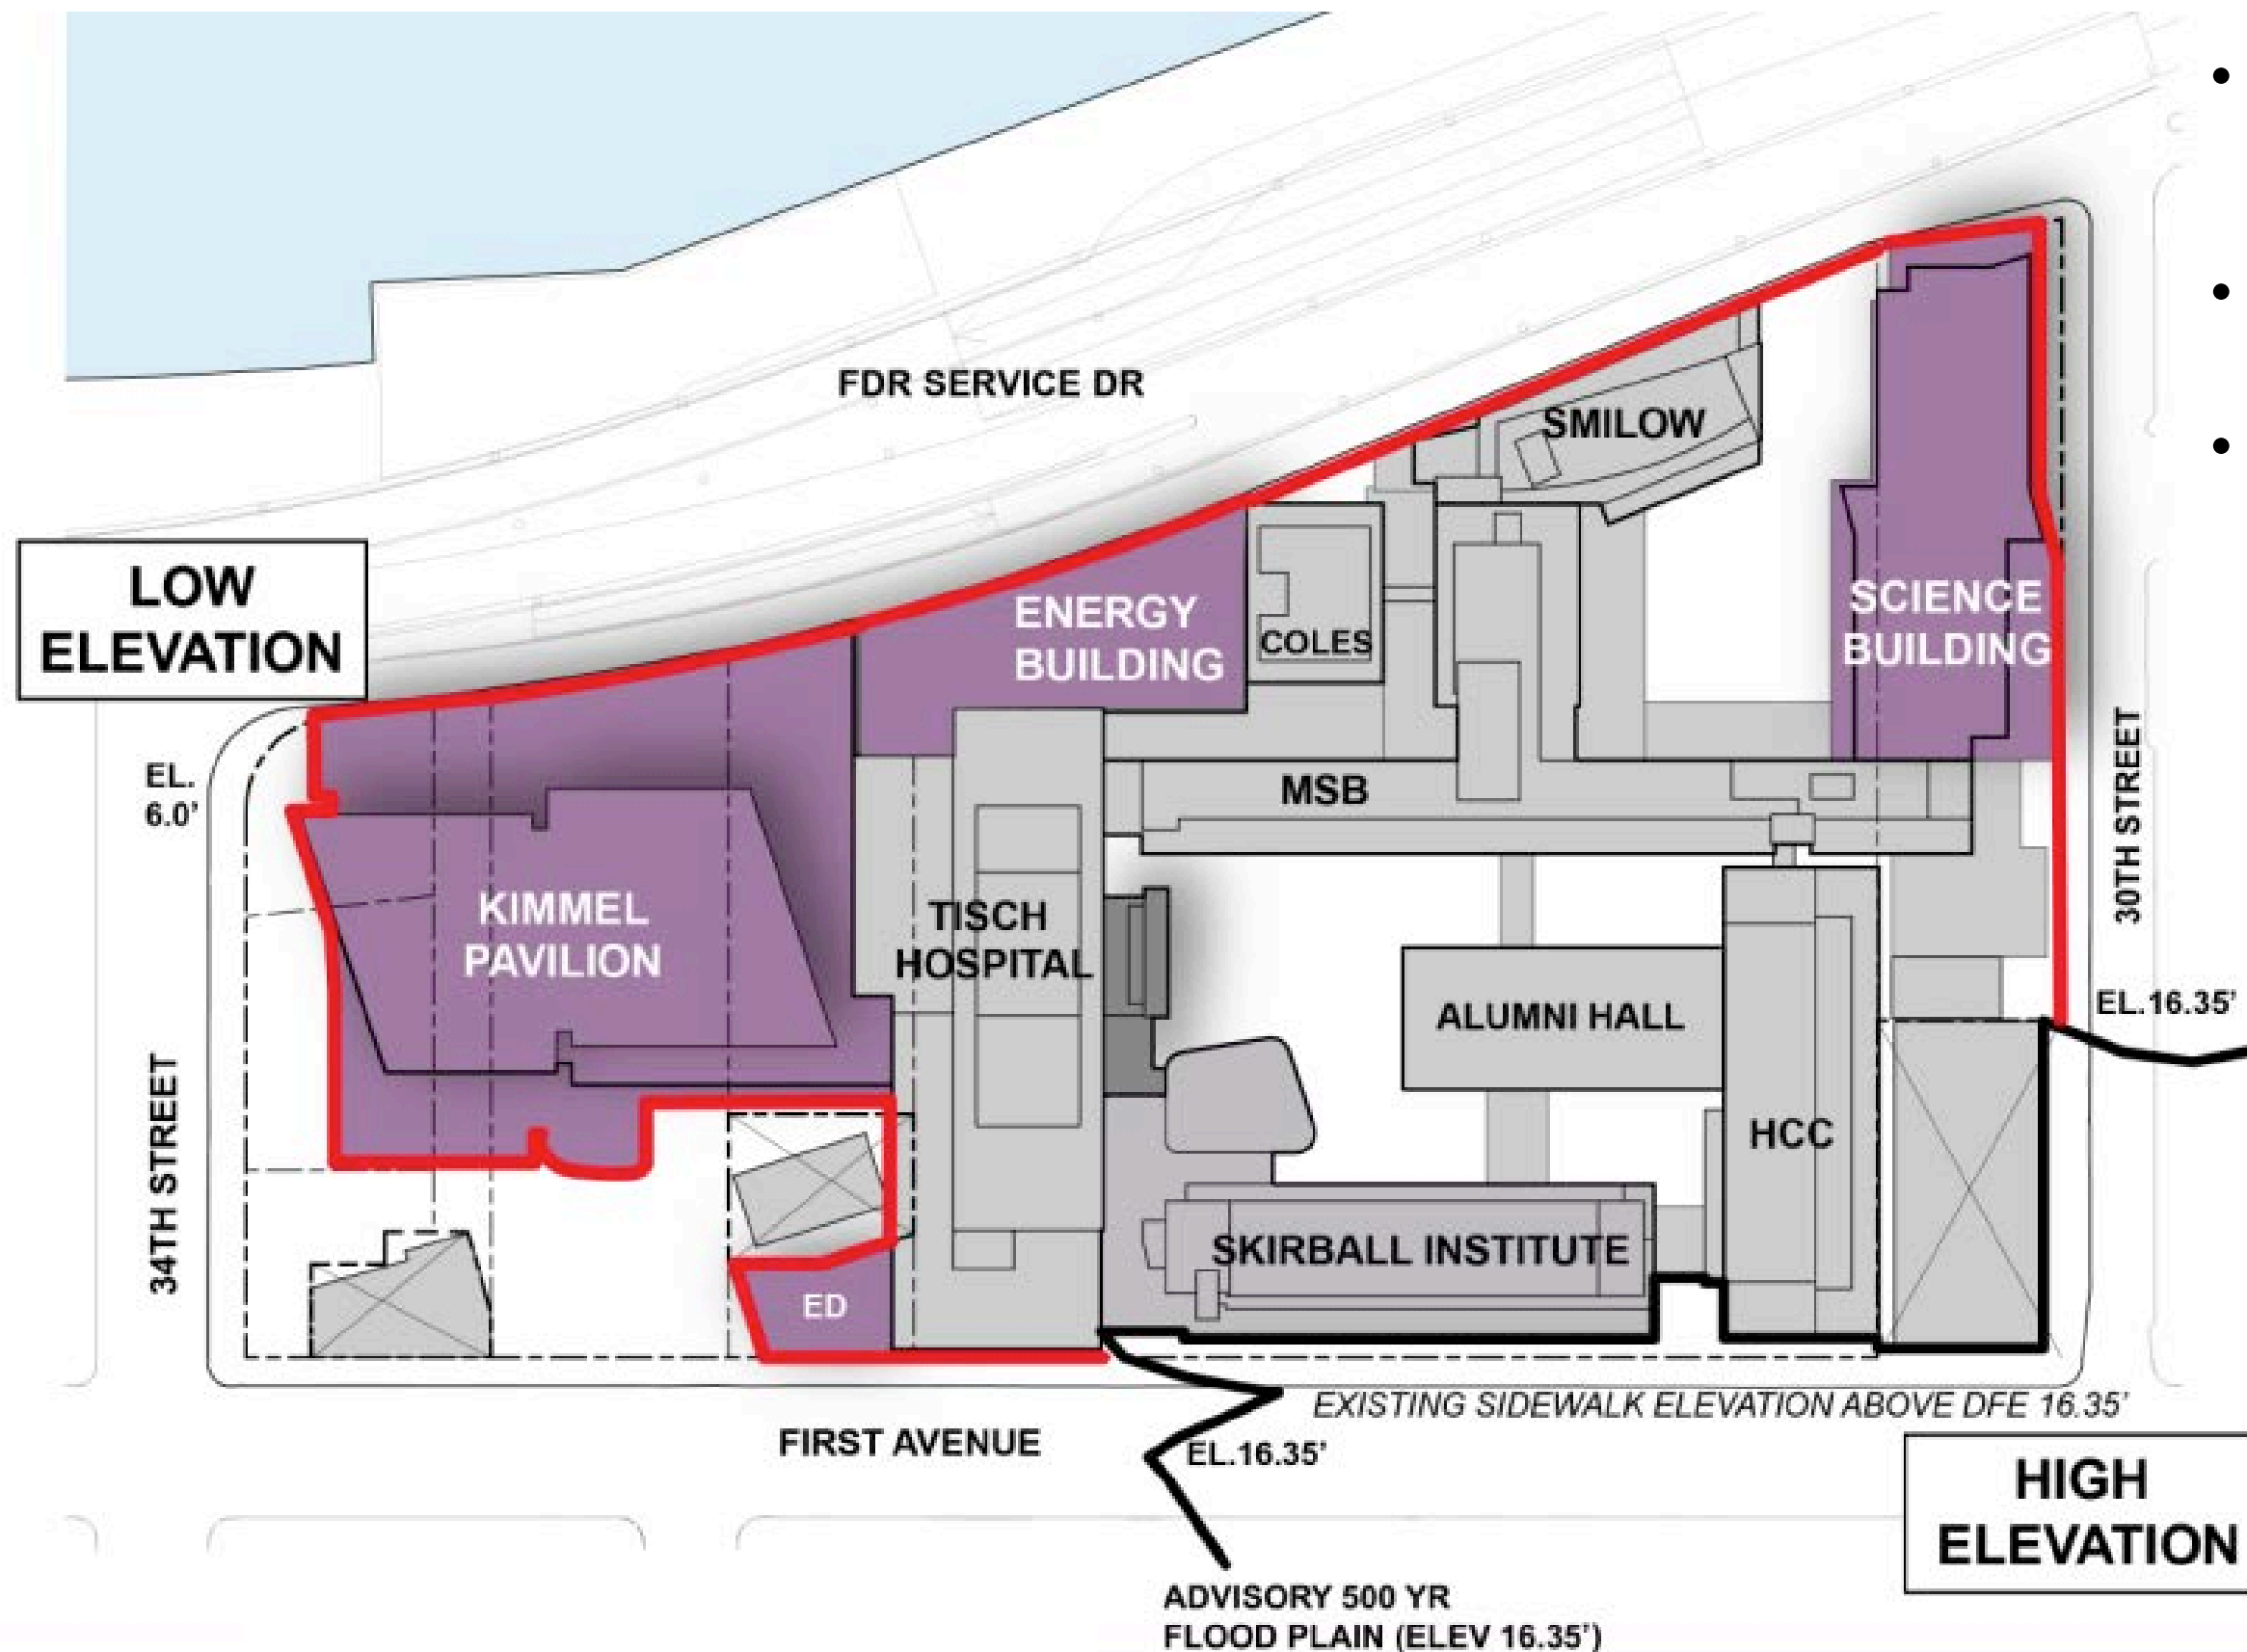 •
•
•
FDR SERVICE DR
SMILOW
LOW
ELEVATION
ENERGY
BUILDING
COLES
SCIENCE
BUILDING
EL.
6.0’
MSB
30TH STREET
KIMMEL
PAVILION
TISCH
HOSPITAL
ALUMNI HALL
EL.16.35’
34TH STREET
HCC
SKIRBALL INSTITUTE
ED
EXISTING SIDEWALK ELEVATION ABOVE DFE 16.35’
FIRST AVENUE
EL.16.35’
HIGH
ELEVATION
ADVISORY 500 YR
FLOOD PLAIN (ELEV 16.35’)